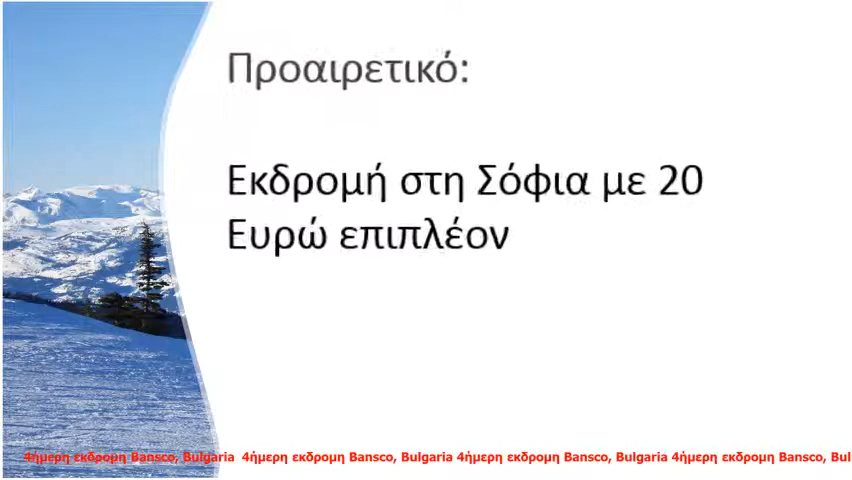 Προαιρετικό:
Εκδρομή στη Σόφια με 20
Ευρώ επιπλέον
4ήμερη εκδρομη Bansco, Bulgaria 4ήμερη εκδρομη Bansco, Bulgaria 4ήμερη εκδρομη Bansco, Bulgaria 4ήμερη εκδρομη Bansco, Bul